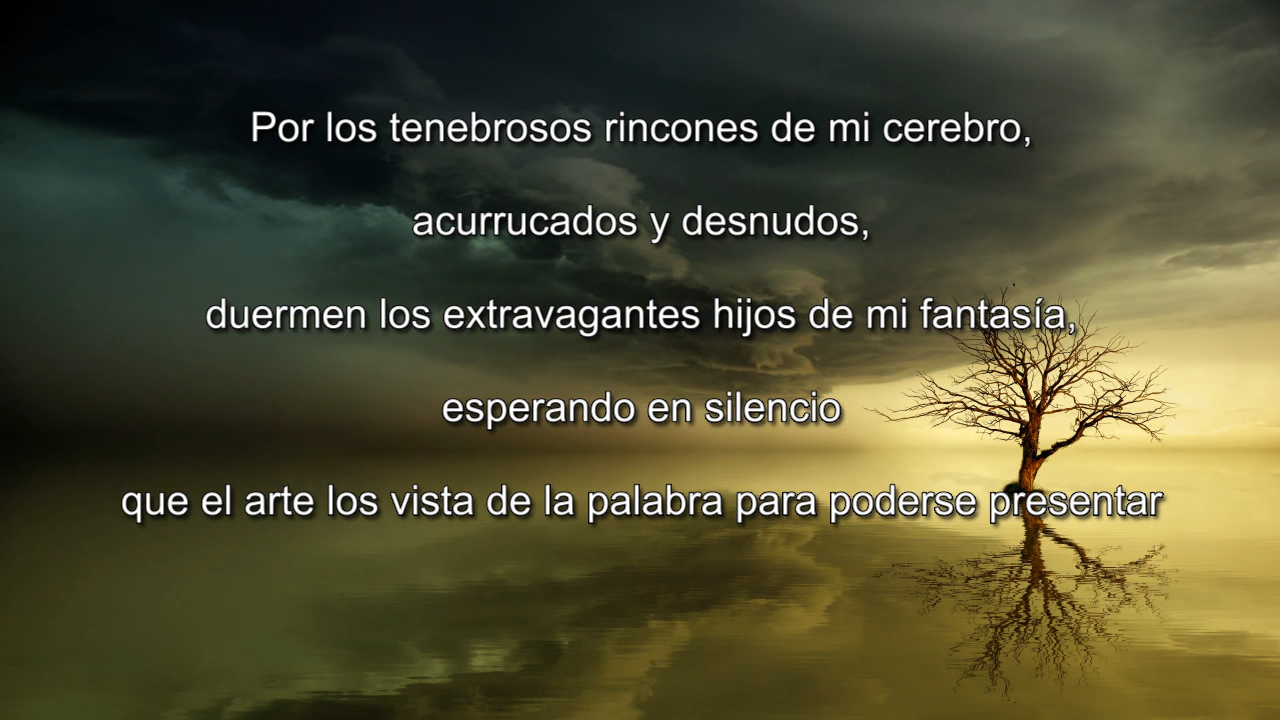 Por los tenebrosos rincones de mi cerebro,
acurrucados y desnudos,
duermen los extravagantes hijos de mi fantasía,
esperando en silencio
que el arte los vista de la palabra para poderse presentar